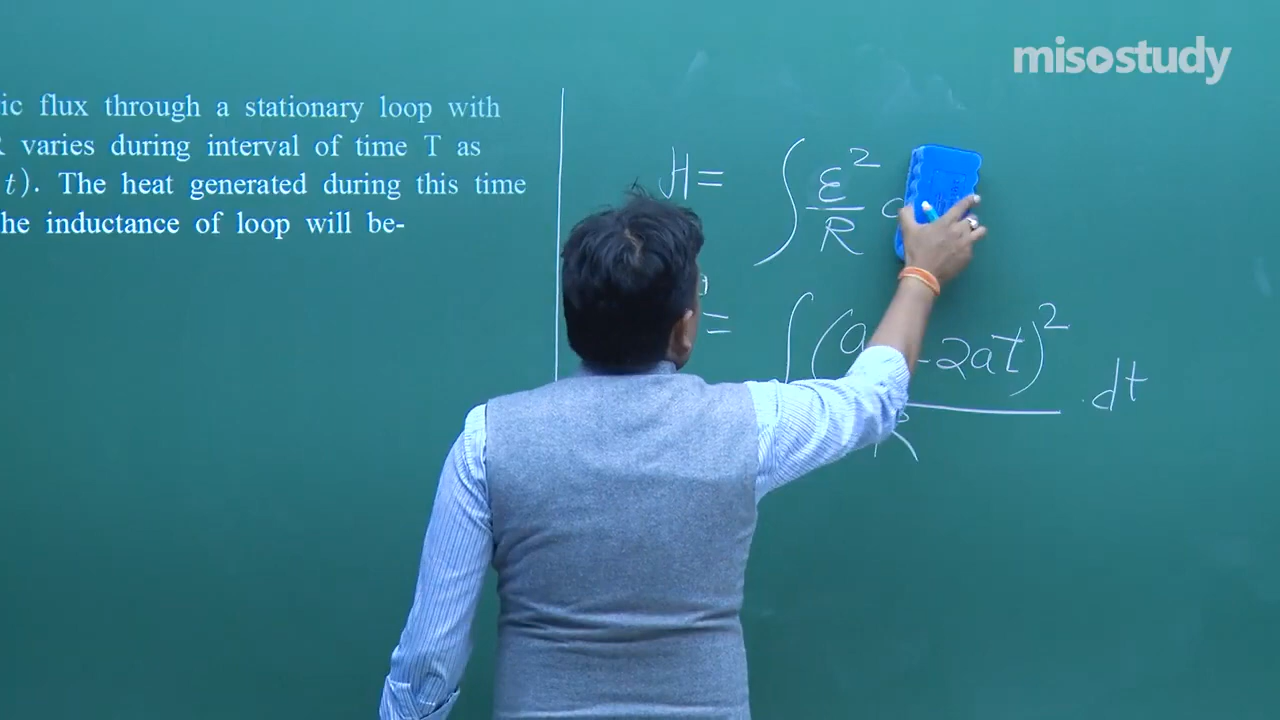 misostudy
ic flux through a stationary loop with
R varies during interval of time T as
t). The heat generated during this time
he inductance of loop will be-
H = ∫ ε² / R
= ∫ (a - 2at)² / R . dt